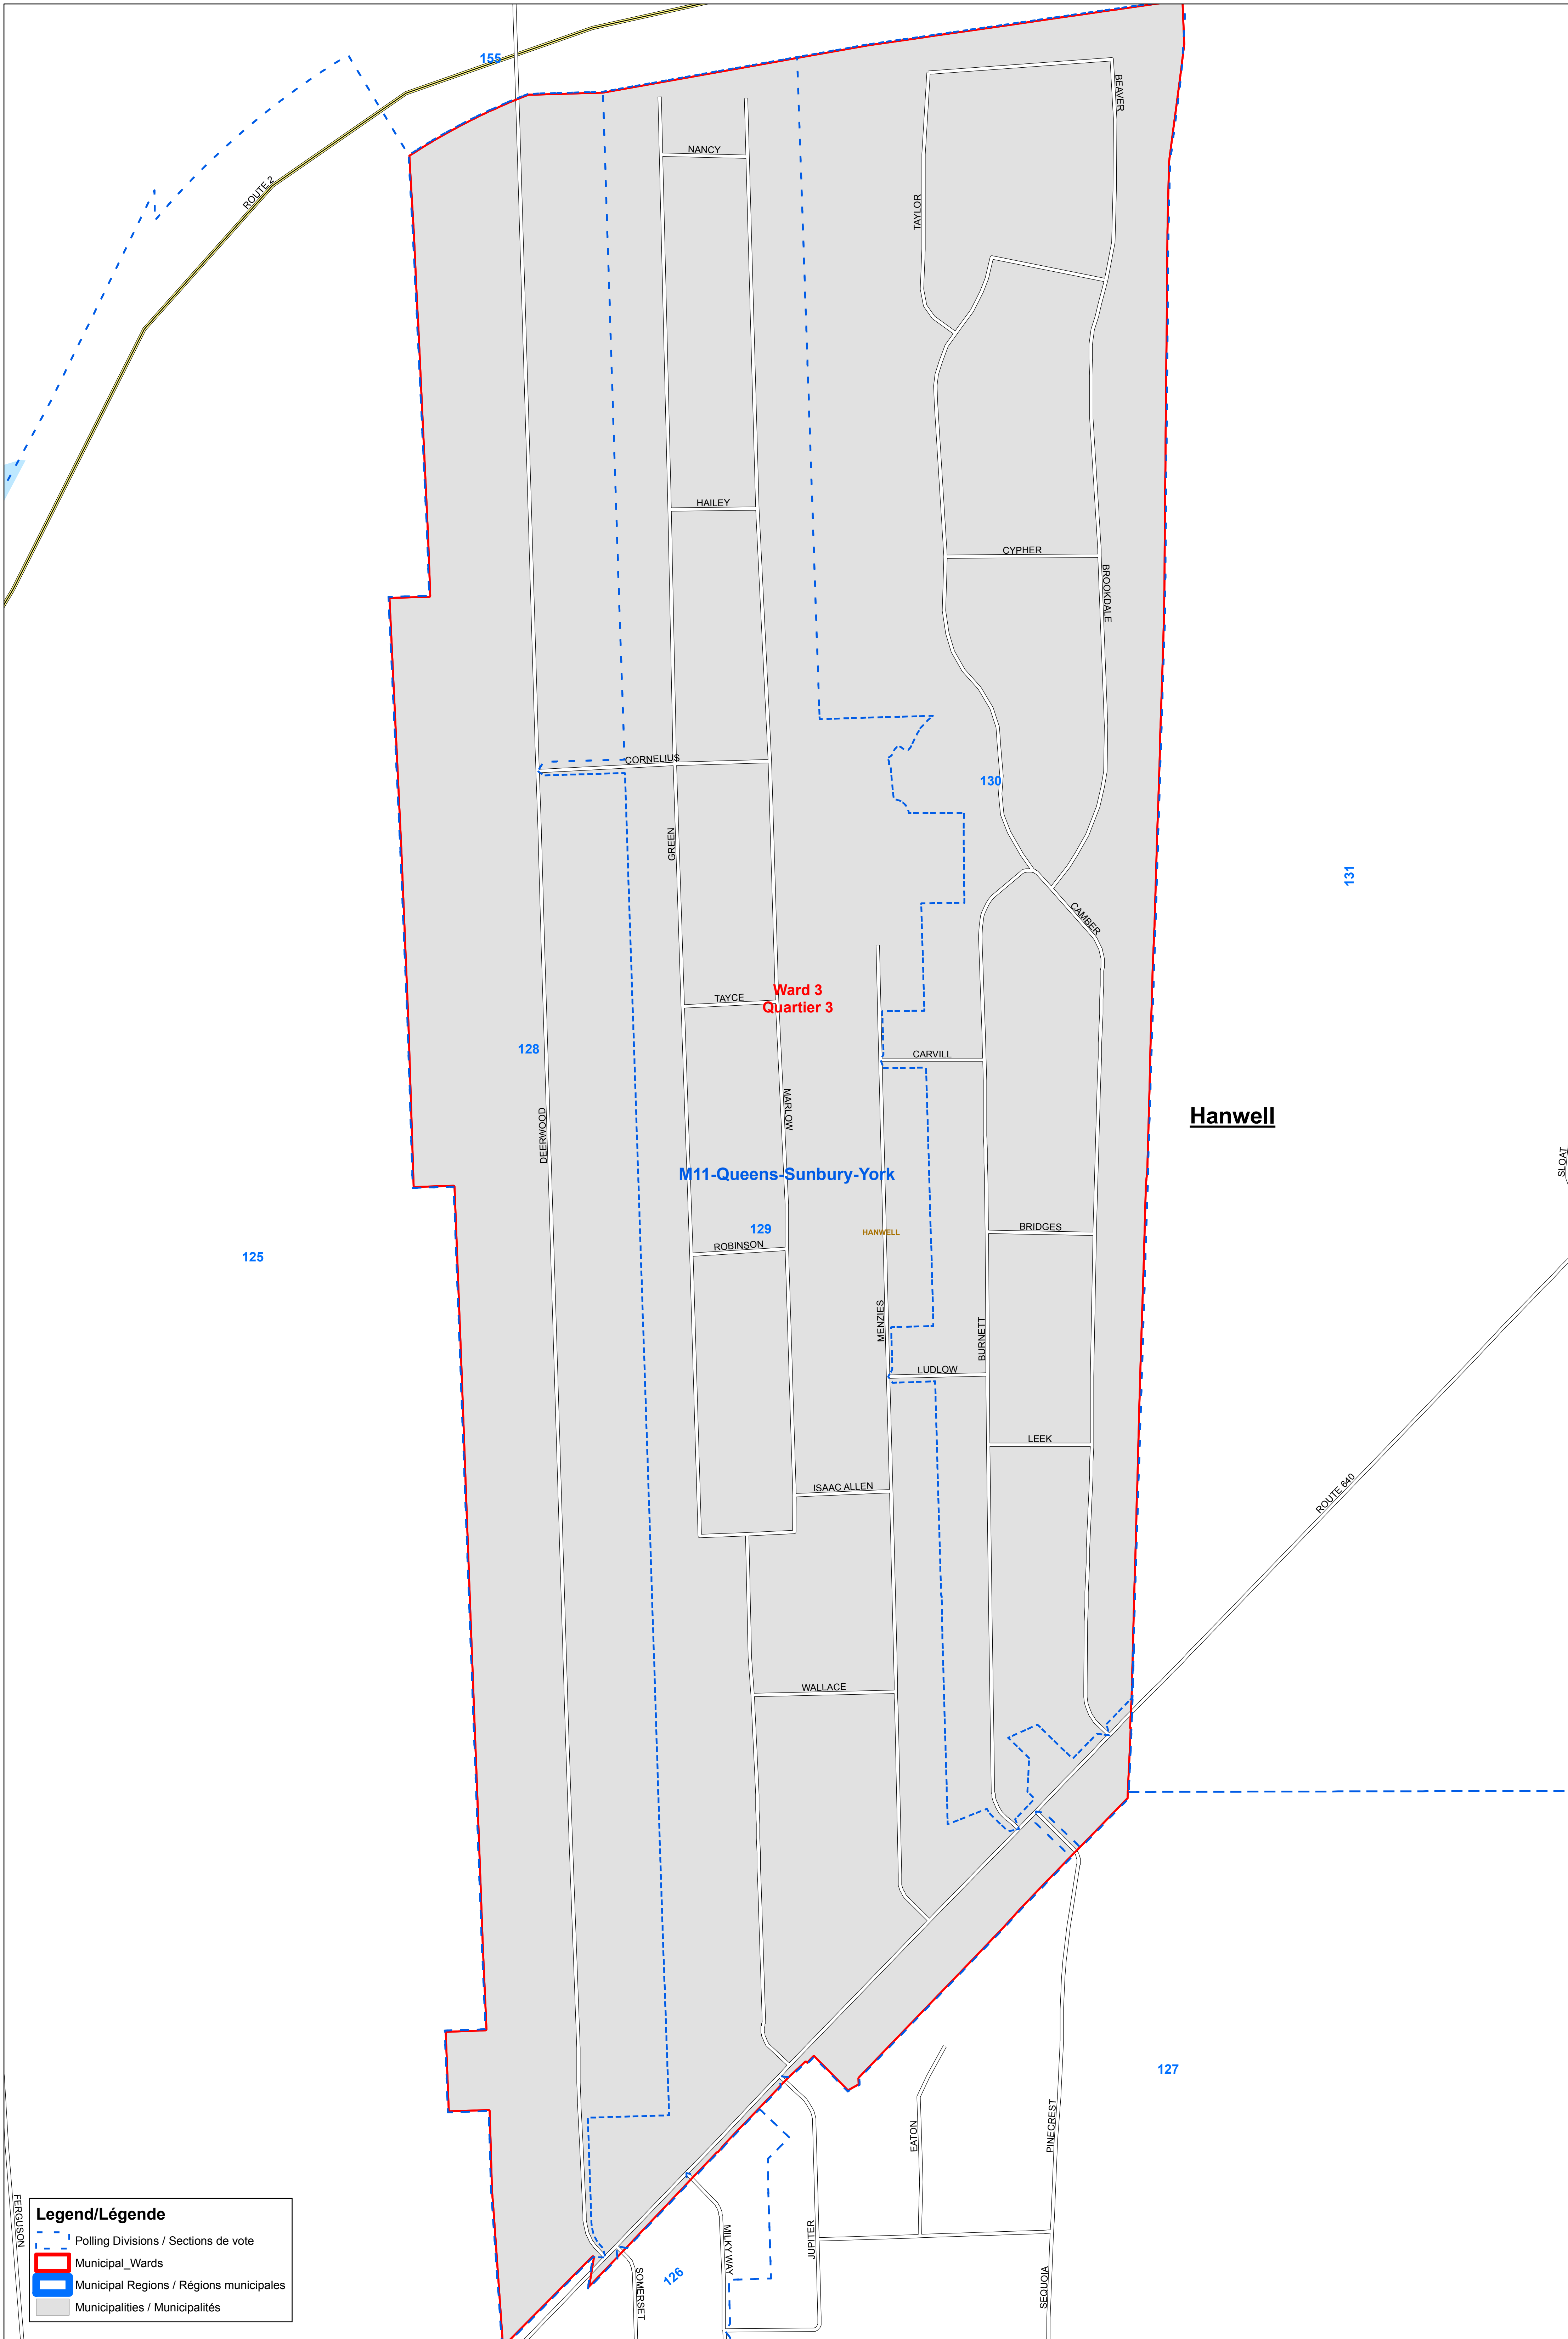 155
BEAVER
NANCY
ROUTE 2
TAYLOR
HAILEY
CYPHER
BROOKDALE
CORNELIUS
130
GREEN
131
CAMBER
Ward 3
Quartier 3
TAYCE
128
CARVILL
MARLOW
Hanwell
DEERWOOD
SLOAT
M11-Queens-Sunbury-York
129
BRIDGES
HANWELL
ROBINSON
125
MENZIES
BURNETT
LUDLOW
LEEK
ISAAC ALLEN
ROUTE 640
WALLACE
127
EATON
PINECREST
FERGUSON
MILKY WAY
JUPITER
126
SOMERSET
SEQUOIA
Legend/Légende
Polling Divisions / Sections de vote
Municipal_Wards
Municipal Regions / Régions municipales
Municipalities / Municipalités